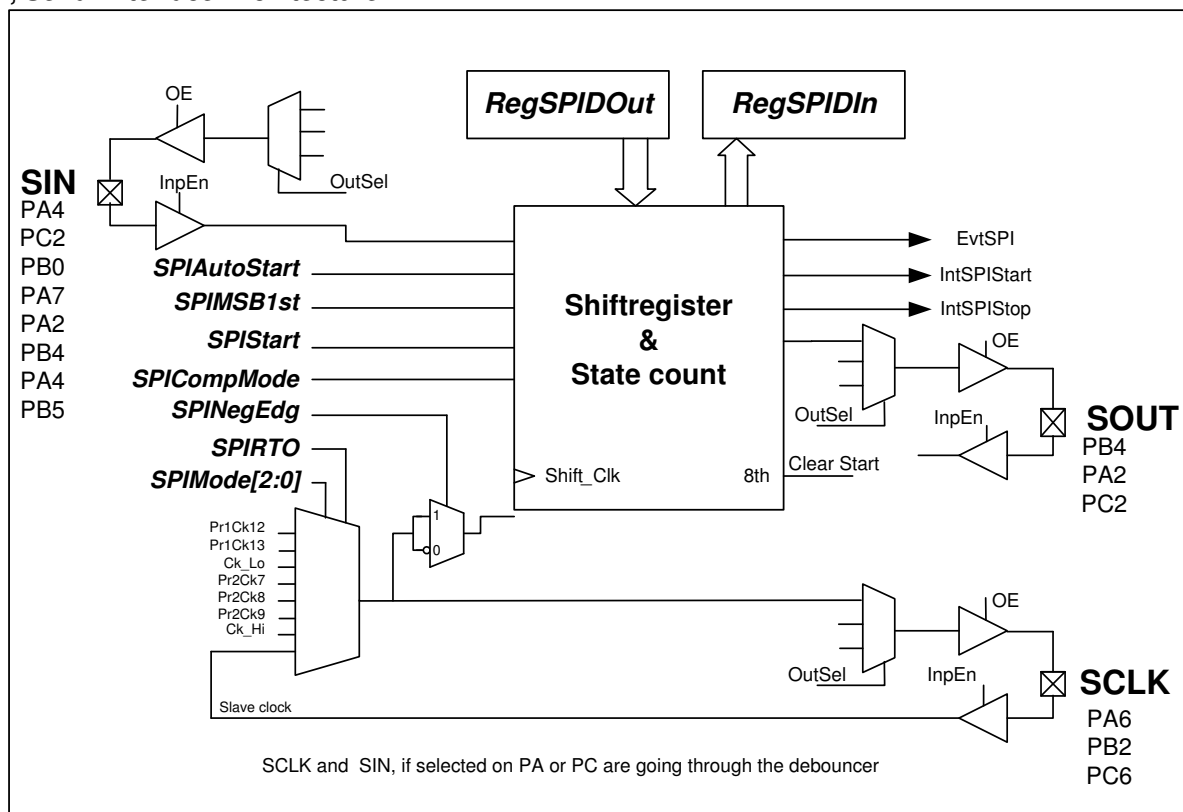 RegSPIDOut
RegSPIDIn
OE
OutSel
SIN
InpEn
PA4
PC2
PB0
PA7
PA2
PB4
PA4
PB5
SPIAutoStart
SPIMSB1st
SPIStart
SPICompMode
SPINegEdg
SPIRTO
SPIMode[2:0]
Shiftregister
&
State count
Shift_Clk
8th
EvtSPI
IntSPIStart
IntSPIStop
OE
OutSel
InpEn
SOUT
PB4
PA2
PC2
Clear Start
1
0
Pr1Ck12
Pr1Ck13
Ck_Lo
Pr2Ck7
Pr2Ck8
Pr2Ck9
Ck_Hi
Slave clock
OE
OutSel
InpEn
SCLK
PA6
PB2
PC6
SCLK and SIN, if selected on PA or PC are going through the debouncer